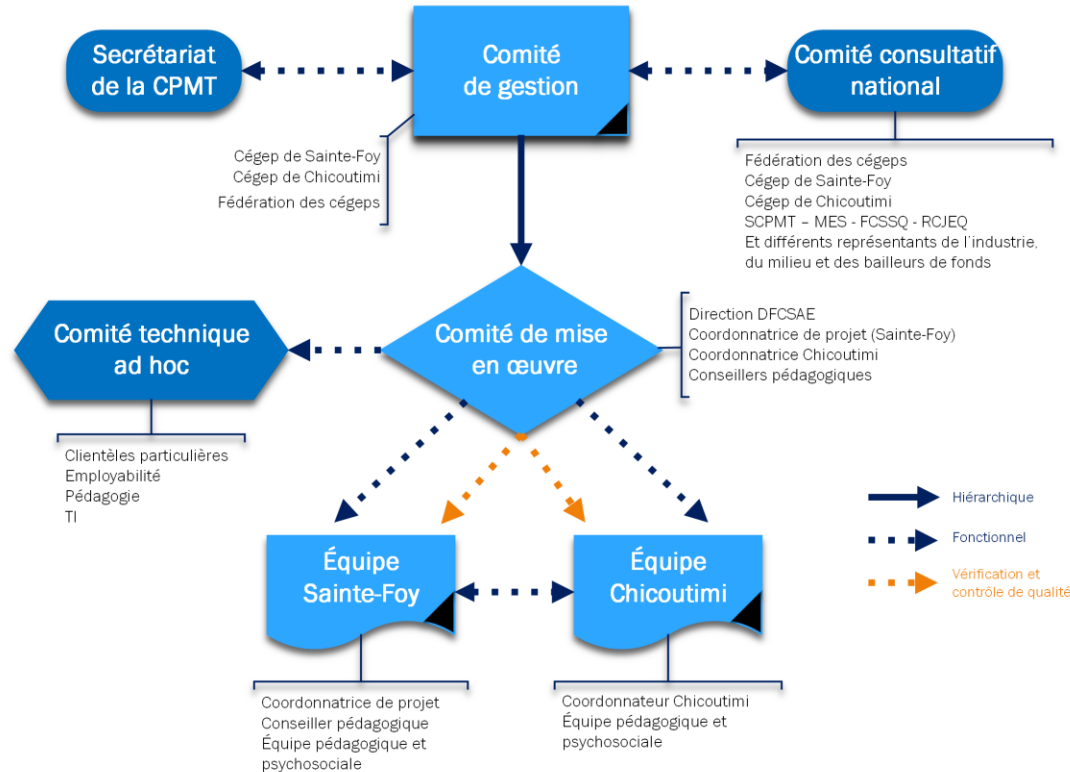 Secrétariat
de la CPMT
Comité
de gestion
Comité consultatif
national
Cégep de Sainte-Foy
Cégep de Chicoutimi
Fédération des cégeps
Fédération des cégeps
Cégep de Sainte-Foy
Cégep de Chicoutimi
SCPMT – MES - FCSSQ - RCJEQ
Et différents représentants de l'industrie,
du milieu et des bailleurs de fonds
Comité technique
ad hoc
Comité de mise
en œuvre
Direction DFCSAE
Coordonnatrice de projet (Sainte-Foy)
Coordonnatrice Chicoutimi
Conseillers pédagogiques
Clientèles particulières
Employabilité
Pédagogie
TI
Hiérarchique
Fonctionnel
Vérification et
contrôle de qualité
Équipe
Sainte-Foy
Équipe
Chicoutimi
Coordonnatrice de projet
Conseiller pédagogique
Équipe pédagogique et
psychosociale
Coordonnateur Chicoutimi
Équipe pédagogique et
psychosociale